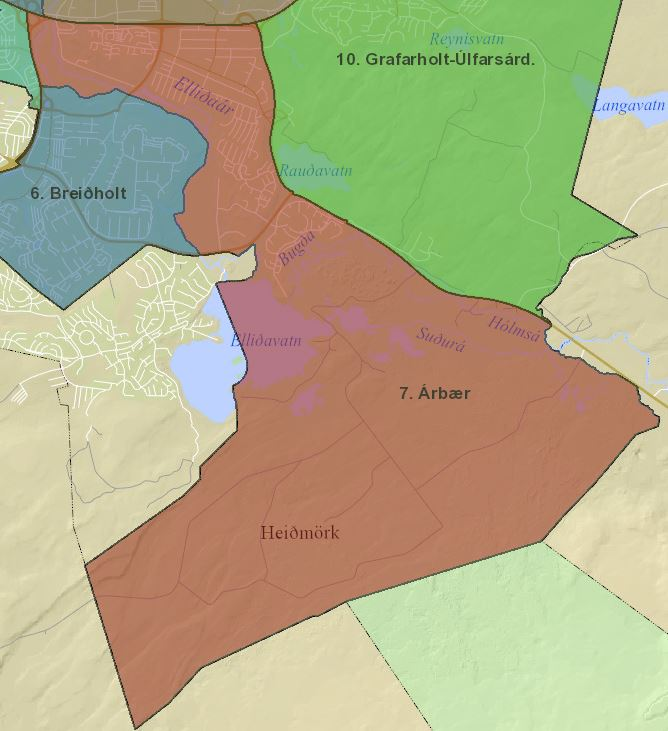 Reynisvatn
10. Grafarholt-Úlfarsárd.
Elliðaár
Langavatn
Rauðavatn
6. Breiðholt
Bugða
Elliðavatn
Suðurá
Hólmsá
7. Árbær
Heiðmörk